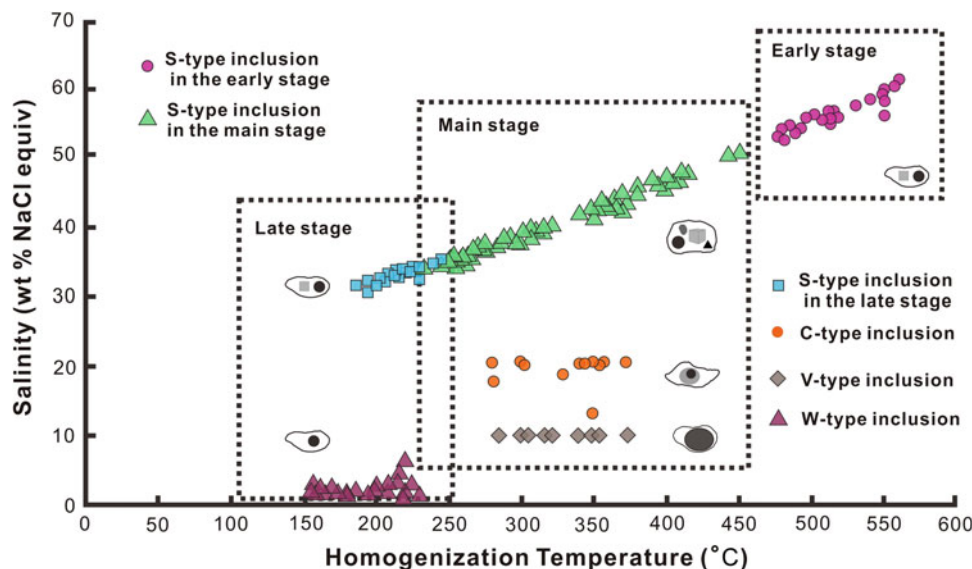 Salinity (wt % NaCl equiv)
70
60
50
40
30
20
10
0
S-type inclusion
in the early stage
S-type inclusion
in the main stage
Early stage
Main stage
Late stage
S-type inclusion
in the late stage
C-type inclusion
V-type inclusion
W-type inclusion
0 50 100 150 200 250 300 350 400 450 500 550 600
Homogenization Temperature (°C)